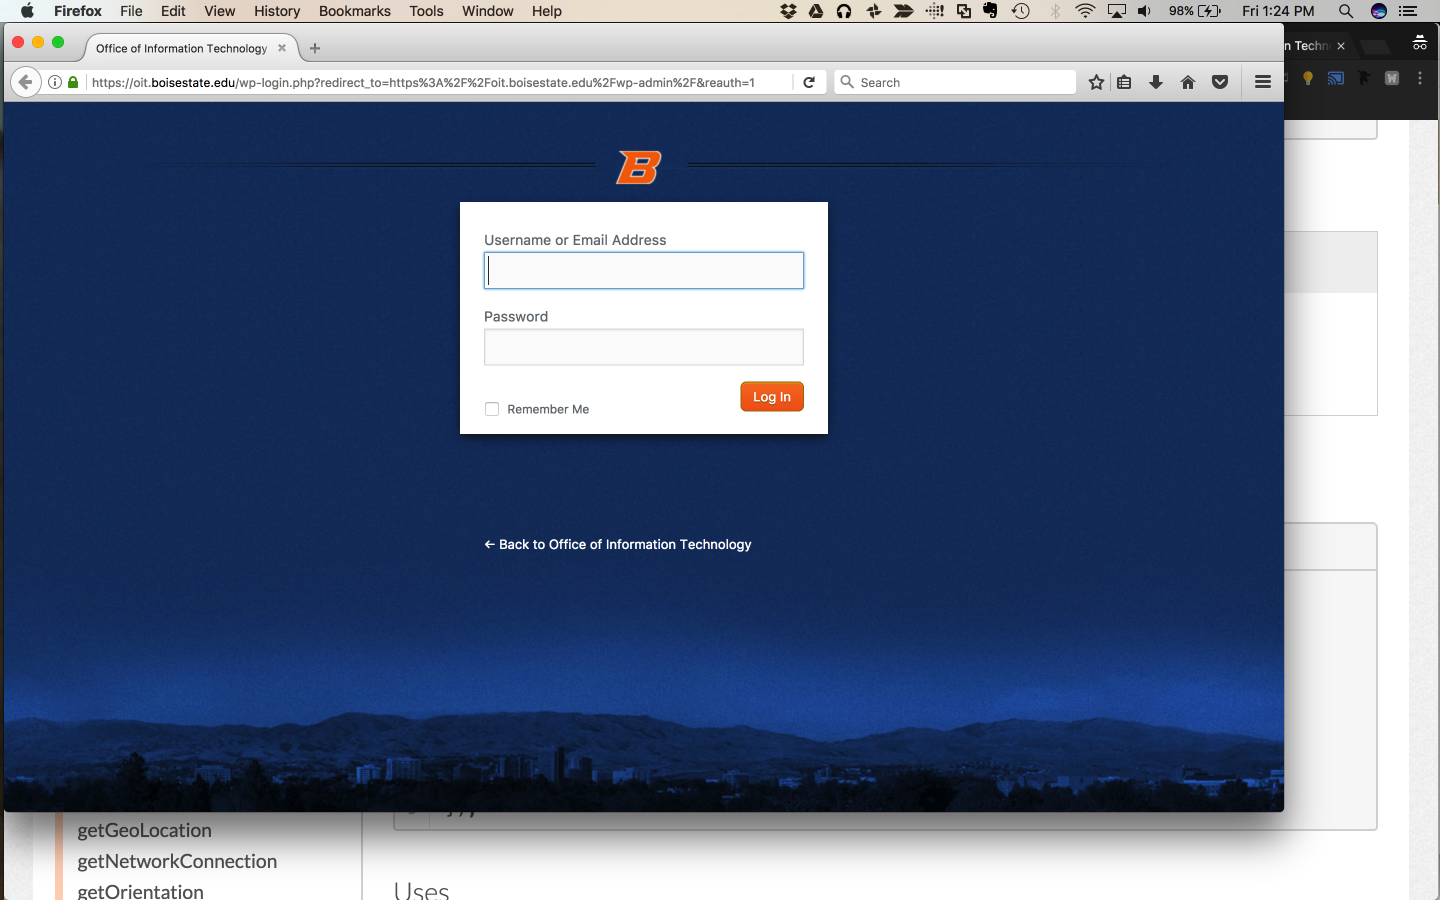 Firefox File Edit View History Bookmarks Tools Window Help 98% Fri 1:24 PM
Office of Information Technology
n Techn
https://oit.boisestate.edu/wp-login.php?redirect_to=https%3A%2F%2Foit.boisestate.edu%2Fwp-admin%2F&reauth=1
Search
W
B
Username or Email Address
Password
Remember Me
Log In
← Back to Office of Information Technology
getGeoLocation
getNetworkConnection
getOrientation
Uses